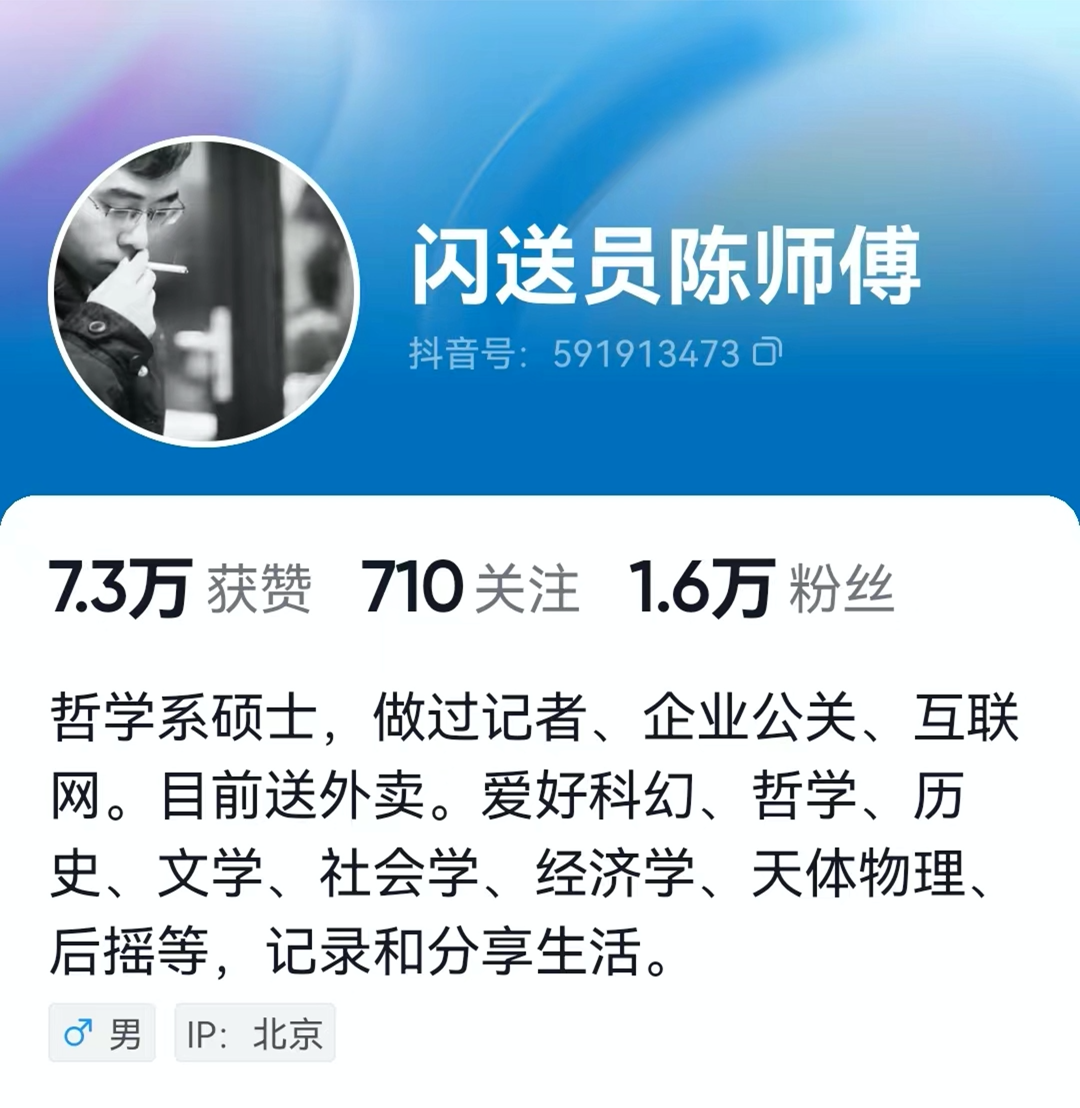 闪送员陈师傅
抖音号：591913473
7.3万 获赞 710 关注 1.6万 粉丝
哲学系硕士，做过记者、企业公关、互联
网。目前送外卖。爱好科幻、哲学、历
史、文学、社会学、经济学、天体物理、
后摇等，记录和分享生活。
♂ 男 IP：北京